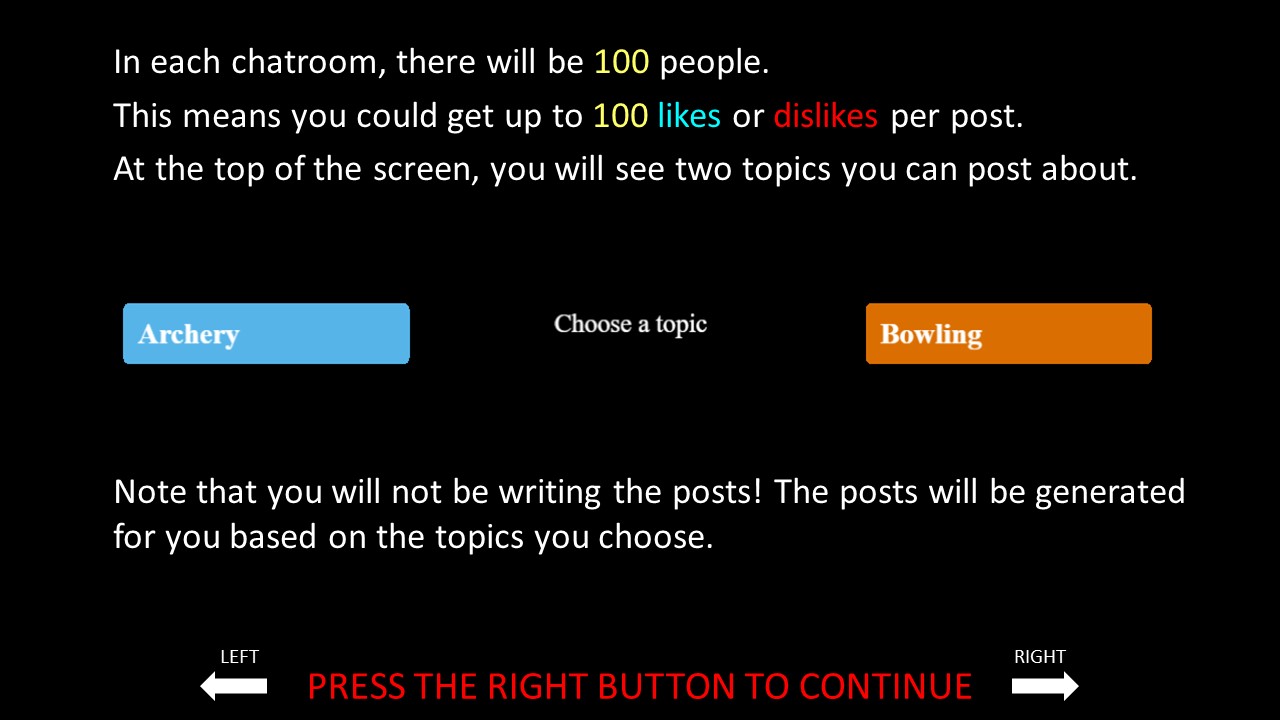 In each chatroom, there will be 100 people.
This means you could get up to 100 likes or dislikes per post.
At the top of the screen, you will see two topics you can post about.
Archery
Choose a topic
Bowling
Note that you will not be writing the posts! The posts will be generated
for you based on the topics you choose.
LEFT
PRESS THE RIGHT BUTTON TO CONTINUE
RIGHT